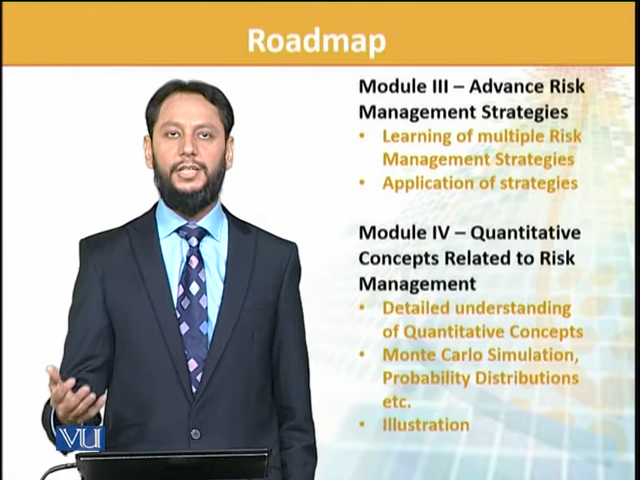 Roadmap
Module III – Advance Risk
Management Strategies
• Learning of multiple Risk
Management Strategies
• Application of strategies
Module IV – Quantitative
Concepts Related to Risk
Management
• Detailed understanding
of Quantitative Concepts
• Monte Carlo Simulation,
Probability Distributions
etc.
• Illustration
VU